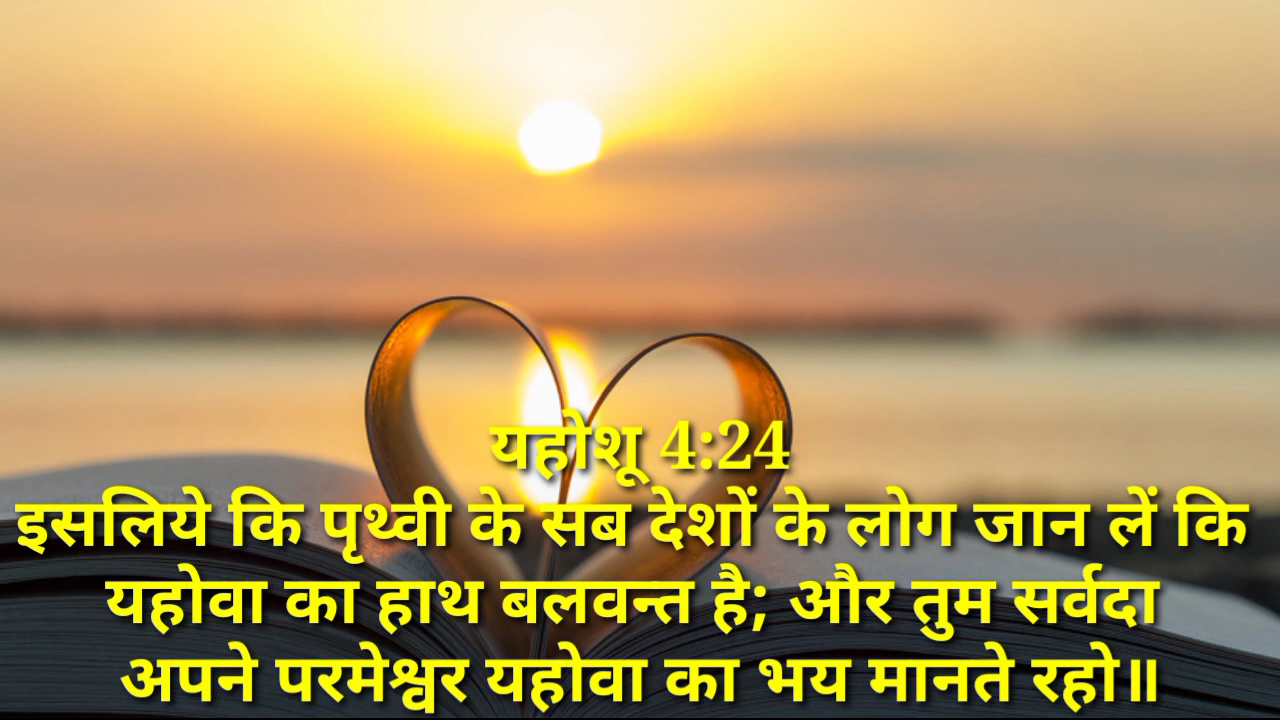 यहोशू 4:24
इसलिये कि पृथ्वी के सब देशों के लोग जान लें कि
यहोवा का हाथ बलवन्त है; और तुम सर्वदा
अपने परमेश्वर यहोवा का भय मानते रहो॥